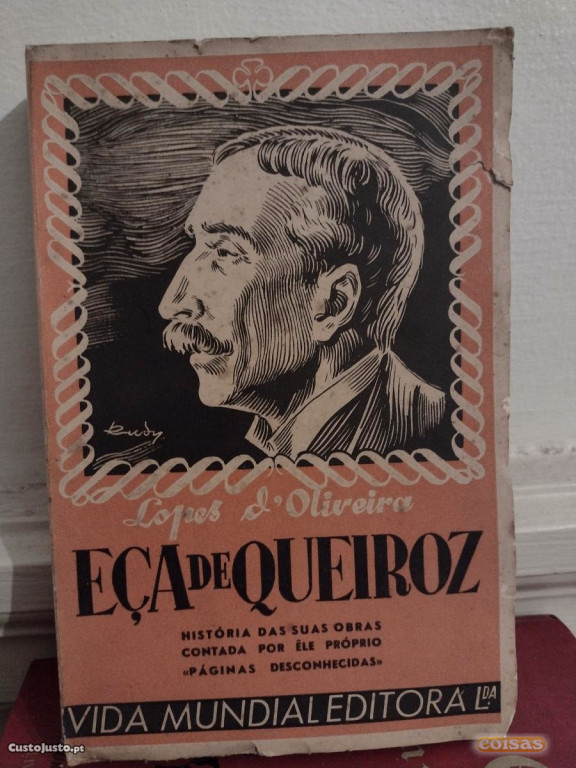 Rudy.
Lopes d'Oliveira
EÇA DE QUEIROZ
HISTÓRIA DAS SUAS OBRAS
CONTADA POR ÊLE PRÓPRIO
«PÁGINAS DESCONHECIDAS»
VIDA MUNDIAL EDITORA LDA.
CustoJusto.pt
coisas